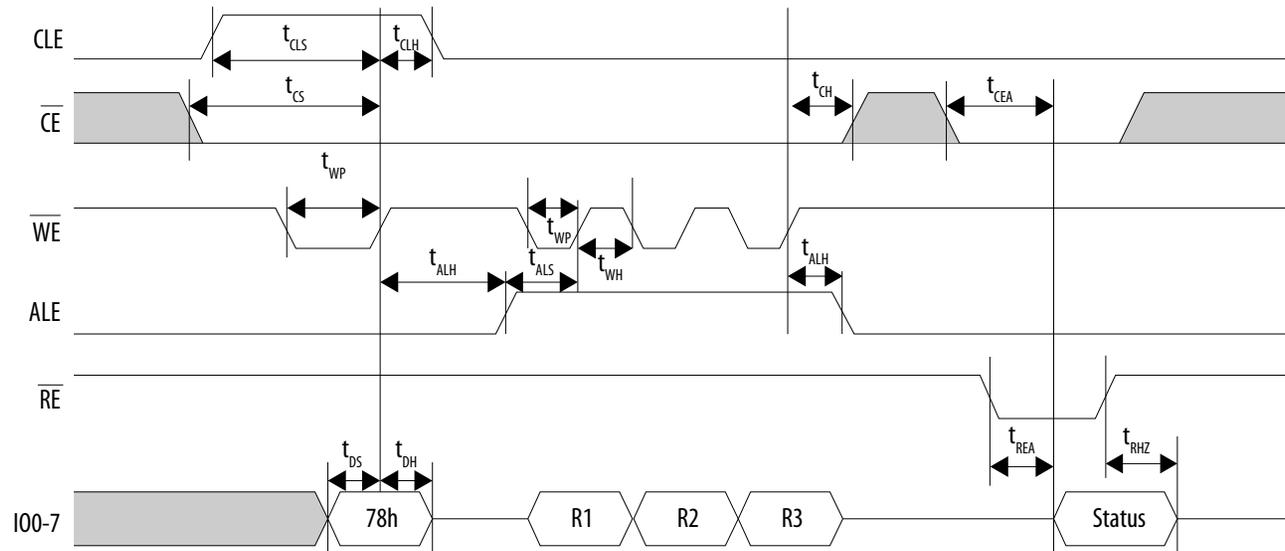 CLE
tCLS
tCLH
CE
tCS
tCH
tCEA
WE
tWP
tWP
tWH
ALE
tALH
tALS
tALH
RE
tREA
tRHZ
IO0-7
tDS
tDH
78h
R1
R2
R3
Status